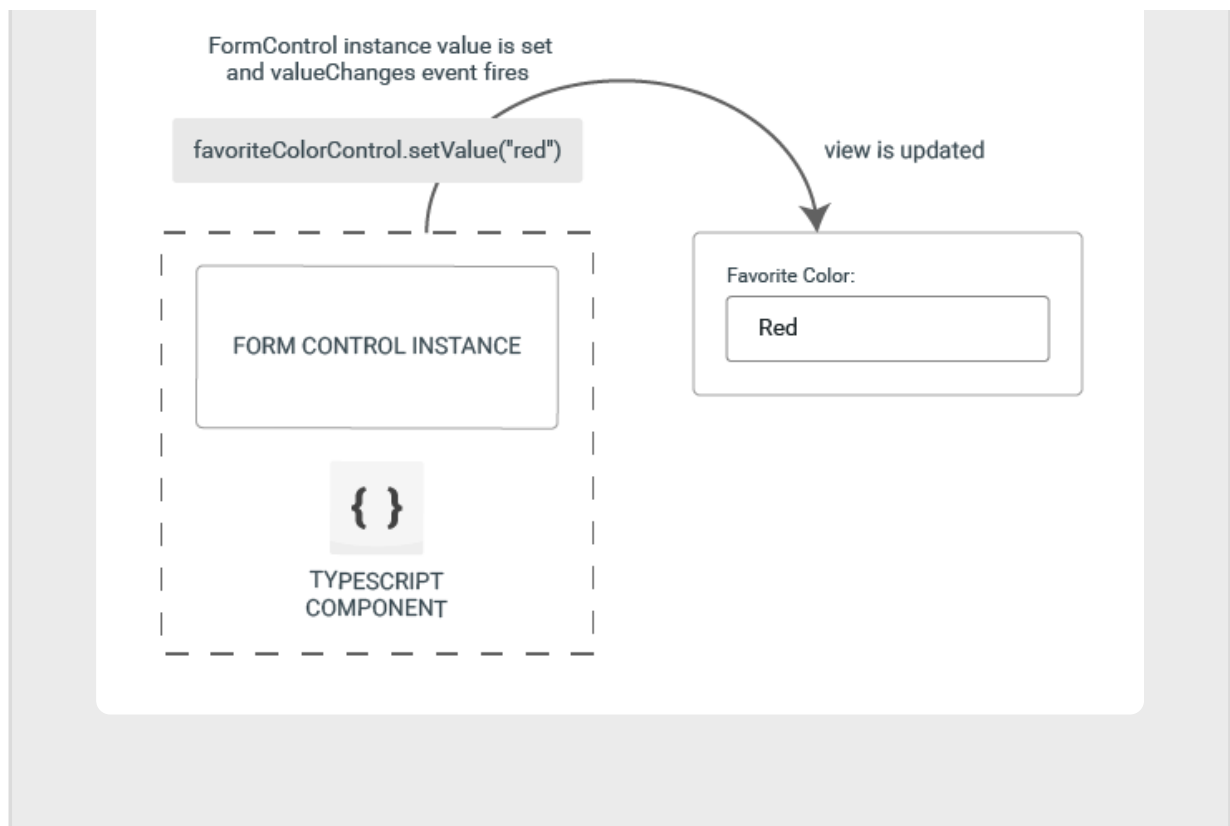 FormControl instance value is set
and valueChanges event fires
favoriteColorControl.setValue("red")
view is updated
Favorite Color:
Red
FORM CONTROL INSTANCE
{ }
TYPESCRIPT
COMPONENT